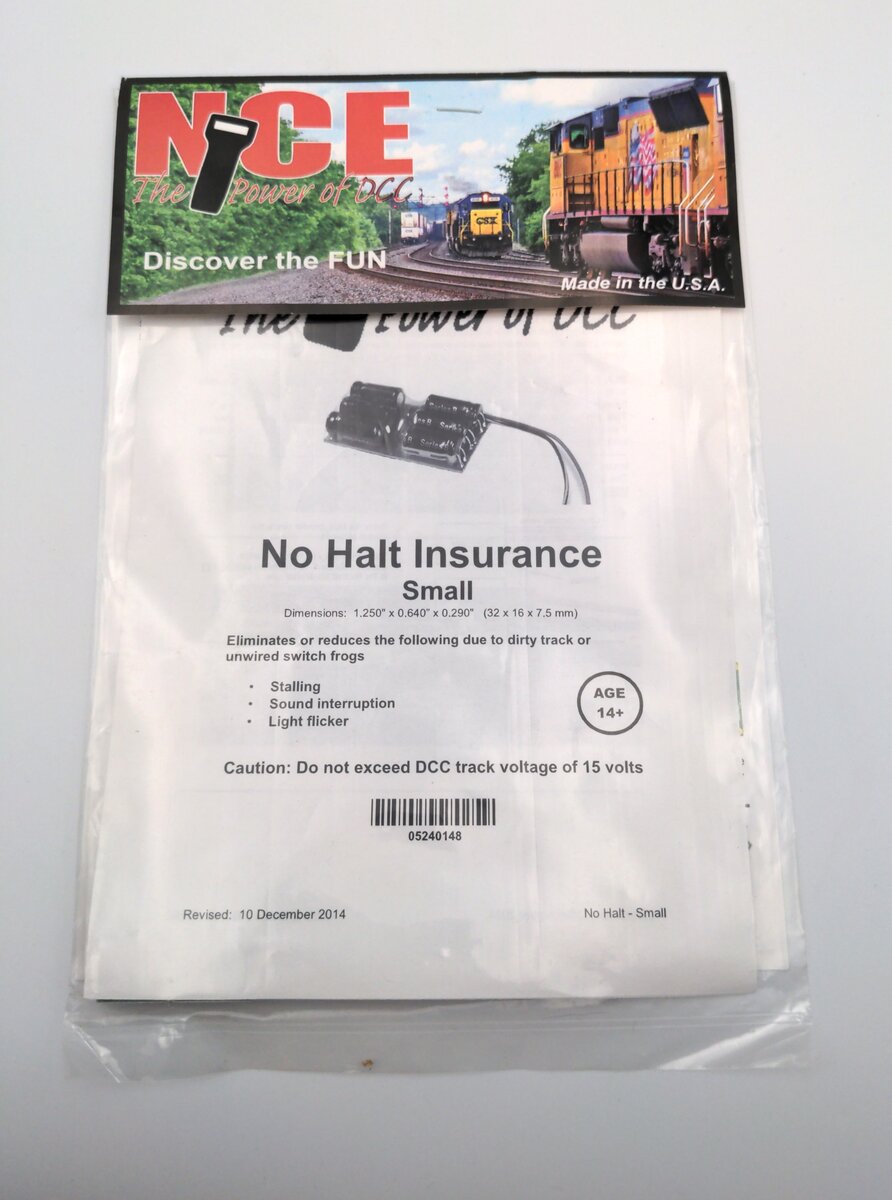 NCE
The Power of DCC
CSX
Discover the FUN
Made in the U.S.A.
The Power of DCC
No Halt Insurance
Small
Dimensions: 1.250" x 0.640" x 0.290" (32 x 16 x 7.5 mm)
Eliminates or reduces the following due to dirty track or
unwired switch frogs
• Stalling
• Sound interruption
• Light flicker
AGE
14+
Caution: Do not exceed DCC track voltage of 15 volts
05240148
Revised: 10 December 2014
No Halt - Small